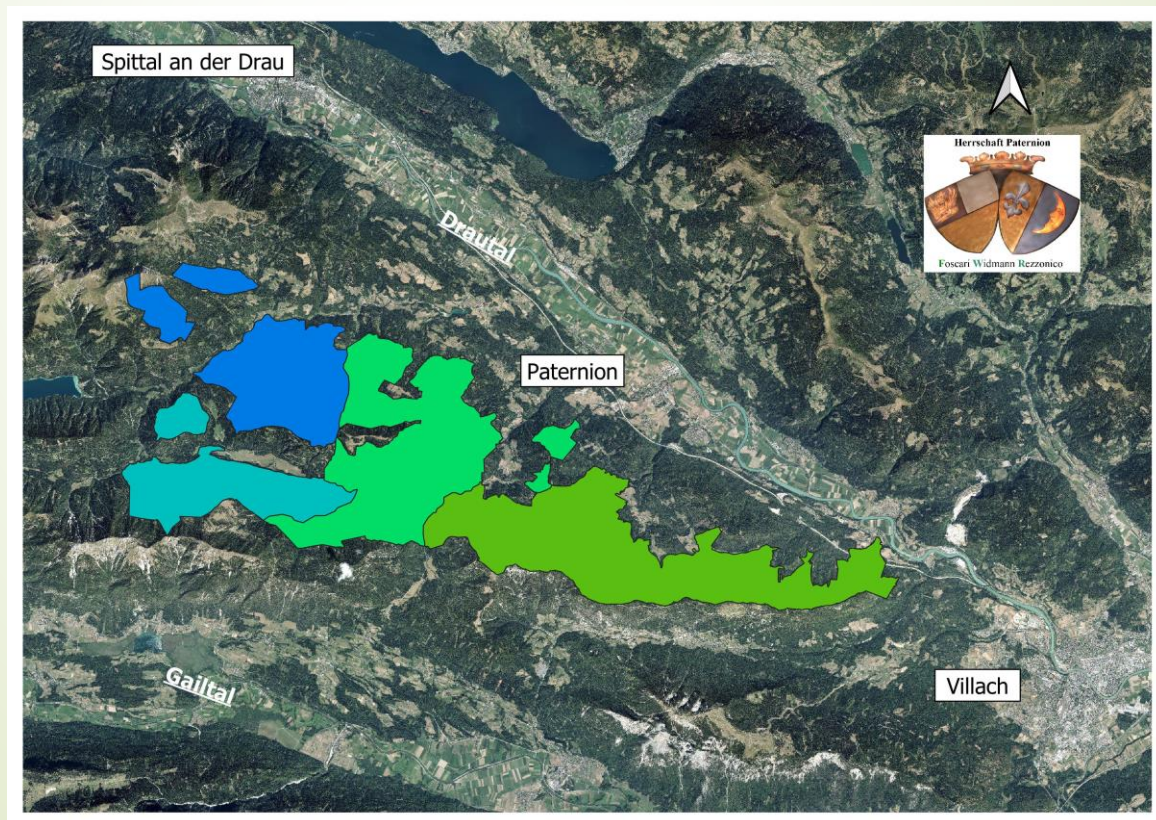 Spittal an der Drau
Herrschaft Paternion
Foscari Widmann Rezzonico
Drautal
Paternion
Villach
Gailtal